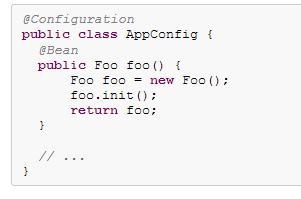 @Configuration
public class AppConfig {
  @Bean
  public Foo foo() {
      Foo foo = new Foo();
      foo.init();
      return foo;
  }

  // ...
}